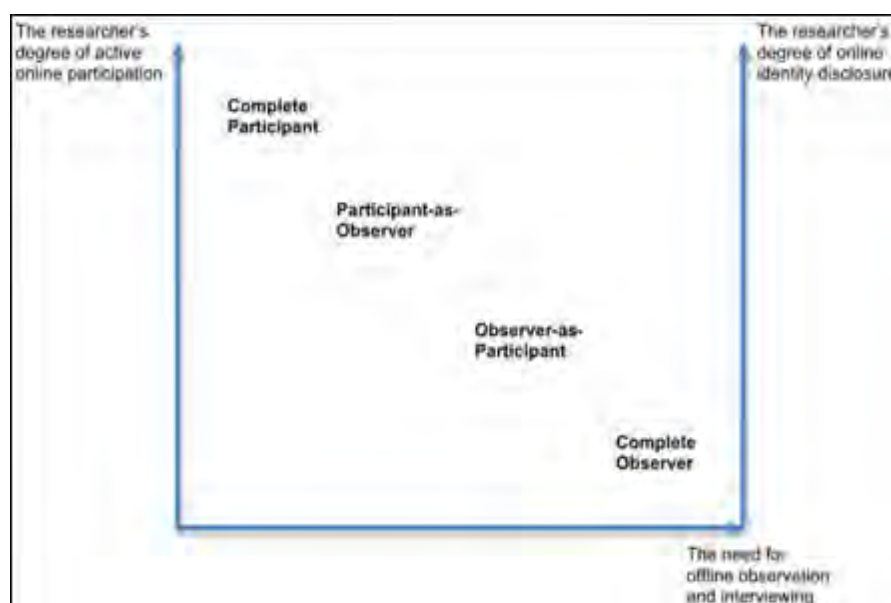 The researcher's
degree of active
online participation
The researcher's
degree of online
identity disclosure
Complete
Participant
Participant-as-
Observer
Observer-as-
Participant
Complete
Observer
The need for
offline observation
and interviewing